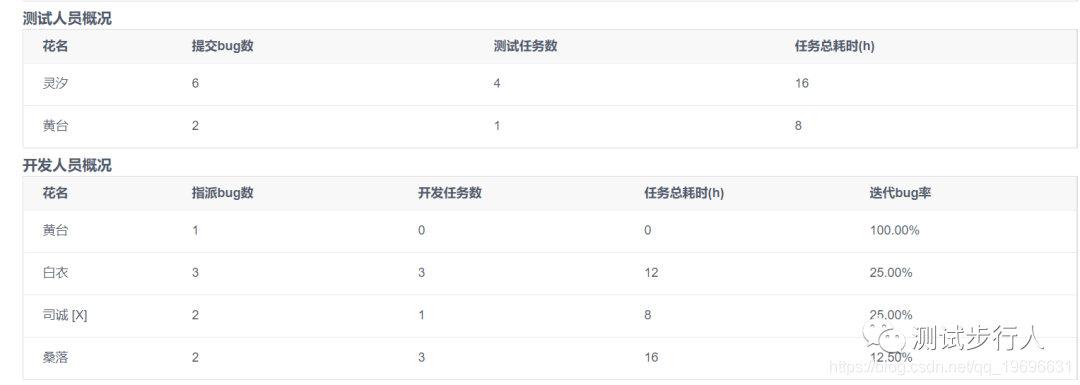 测试人员概况
花名 提交bug数 测试任务数 任务总耗时(h)
灵汐 6 4 16
黄台 2 1 8
开发人员概况
花名 指派bug数 开发任务数 任务总耗时(h) 迭代bug率
黄台 1 0 0 100.00%
白衣 3 3 12 25.00%
司诚 [X] 2 1 8 25.00%
测试步行人
桑落 2 3 16 12.50%
https://blog.csdn.net/qq_19696631